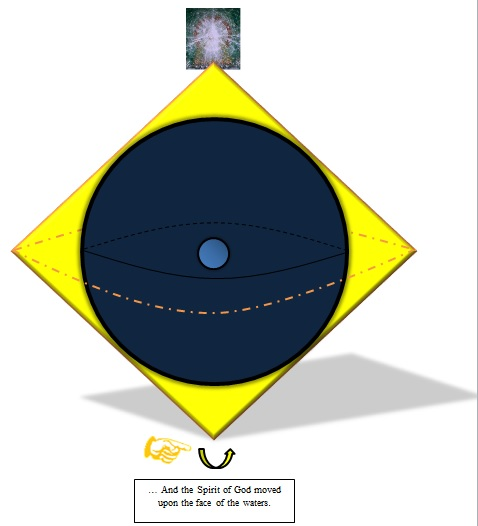 … And the Spirit of God moved
upon the face of the waters.